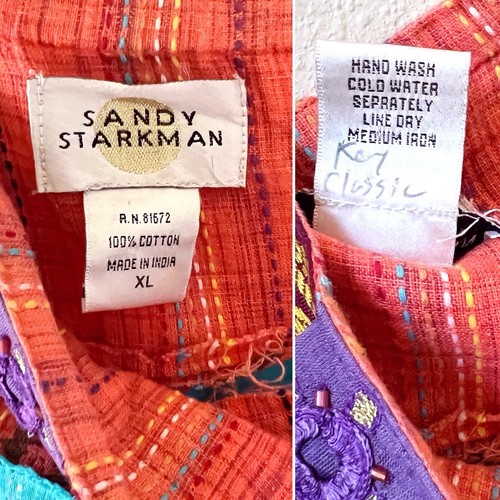 SANDY
STARKMAN
R.N.81672
100% COTTON
MADE IN INDIA
XL
HAND WASH
COLD WATER
SEPRATELY
LINE DRY
MEDIUM IRON
Key
Classic